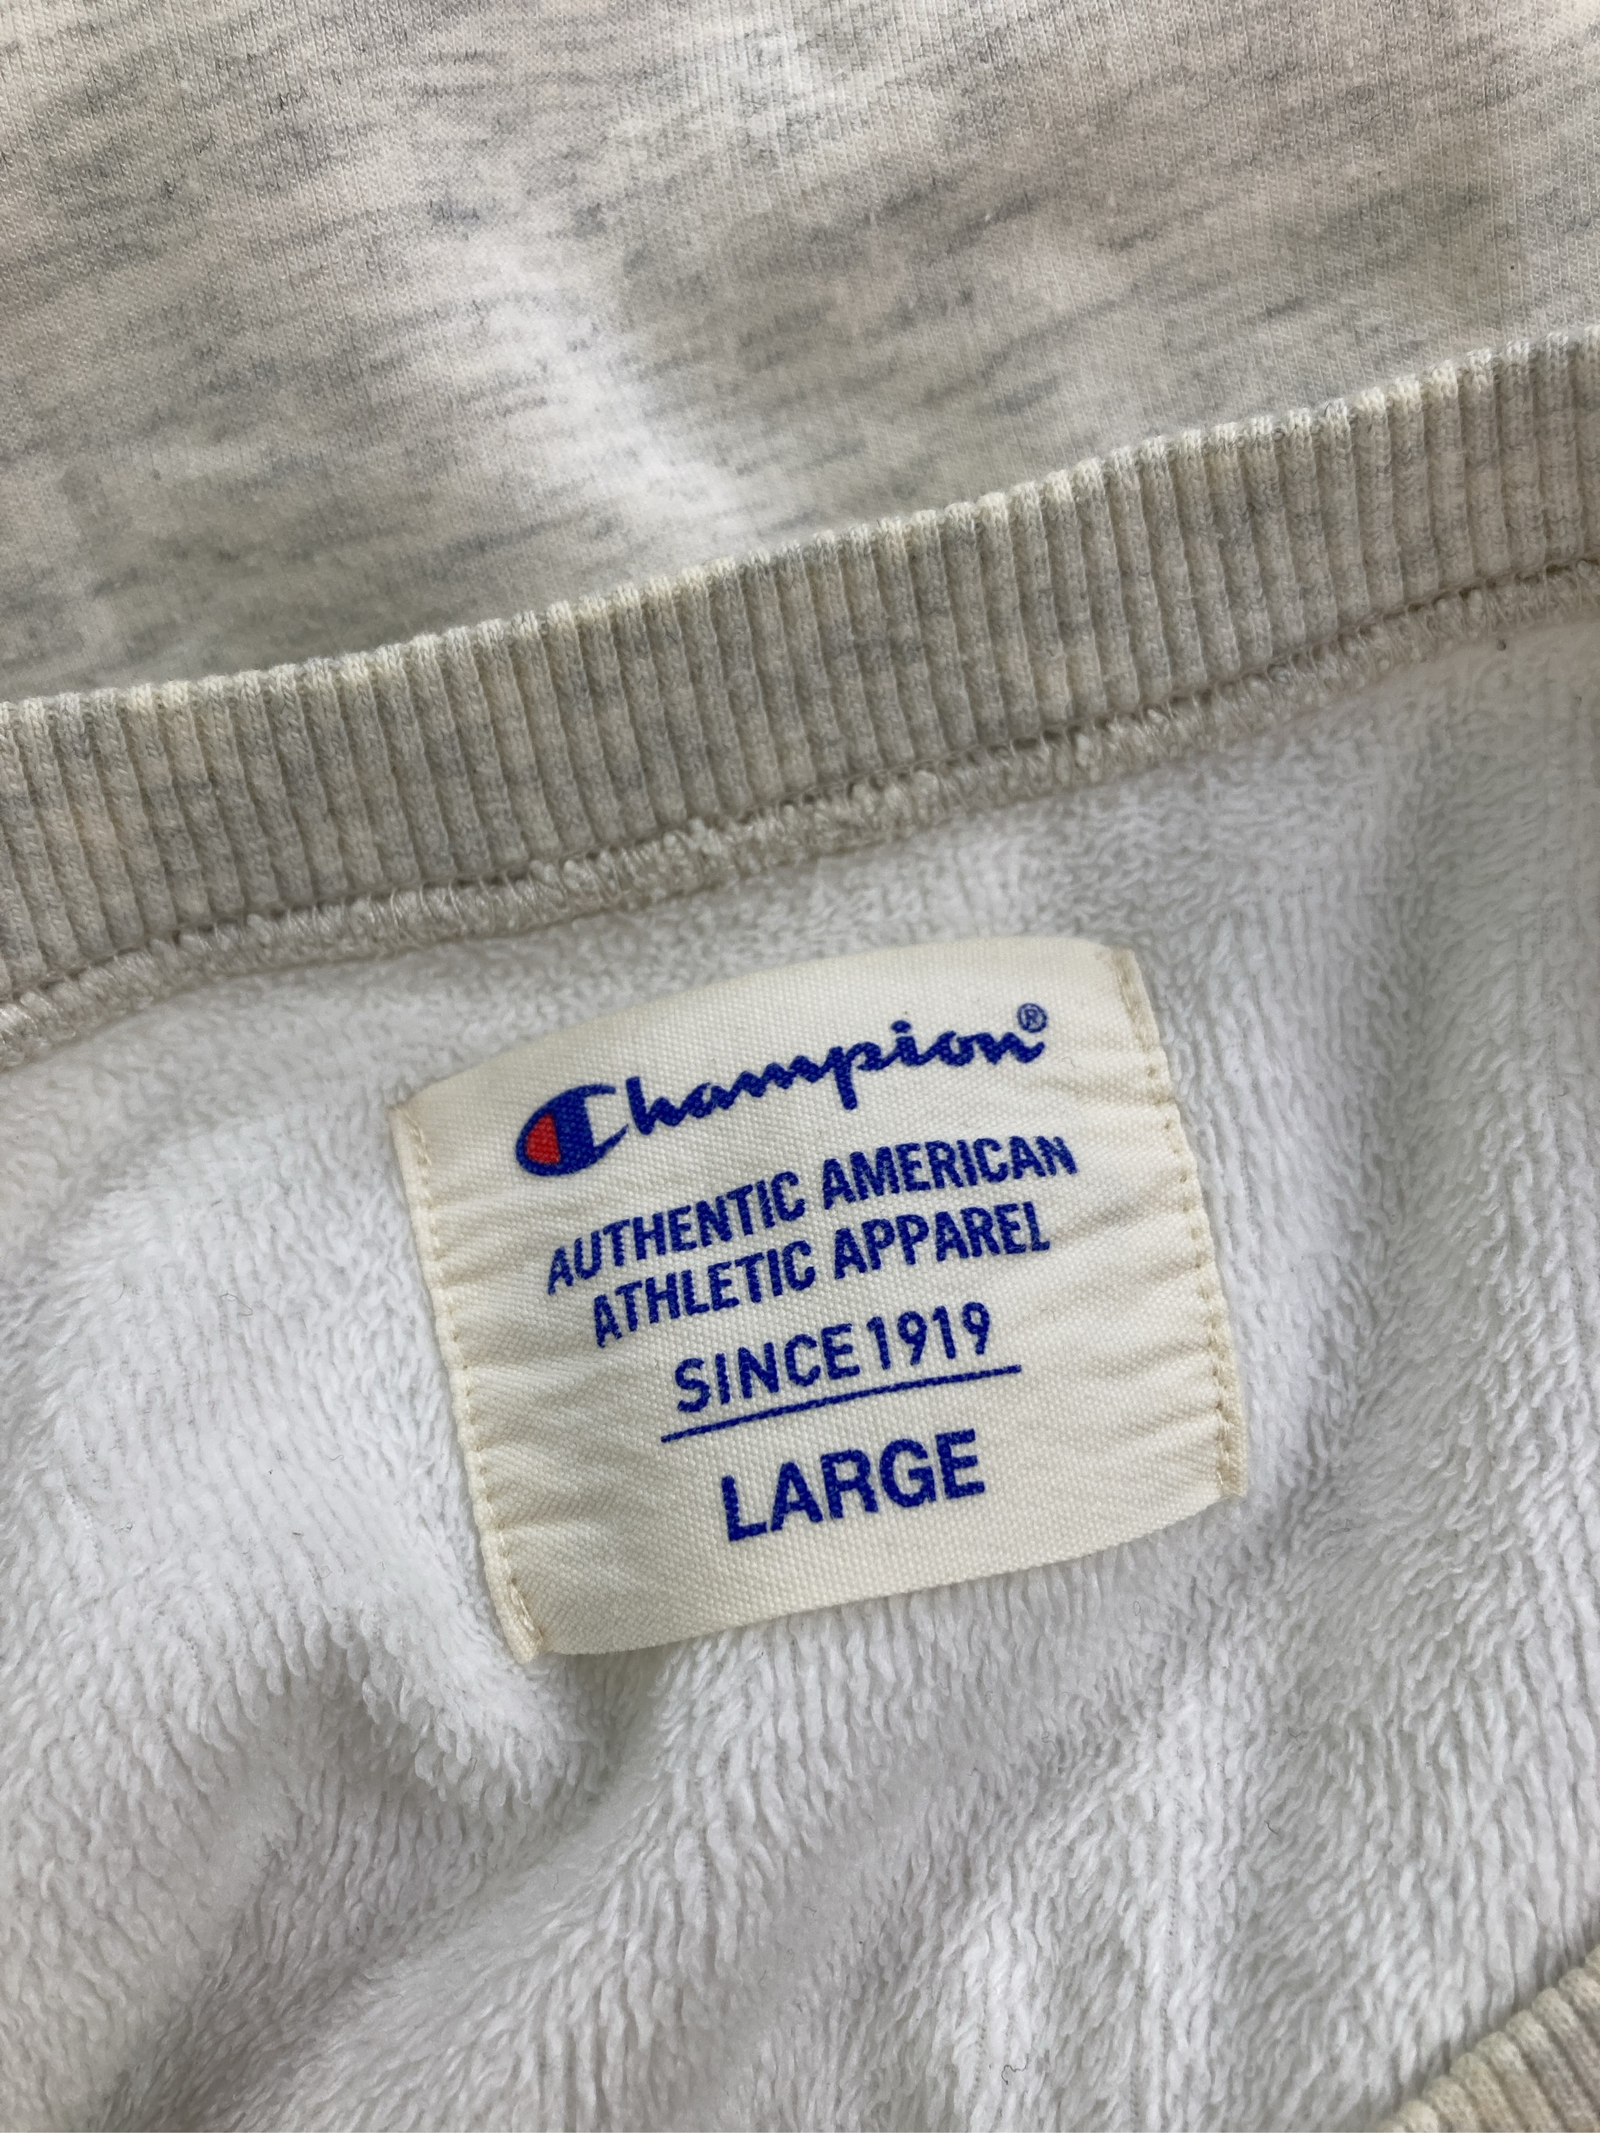 Champion®
AUTHENTIC AMERICAN
ATHLETIC APPAREL
SINCE 1919
LARGE